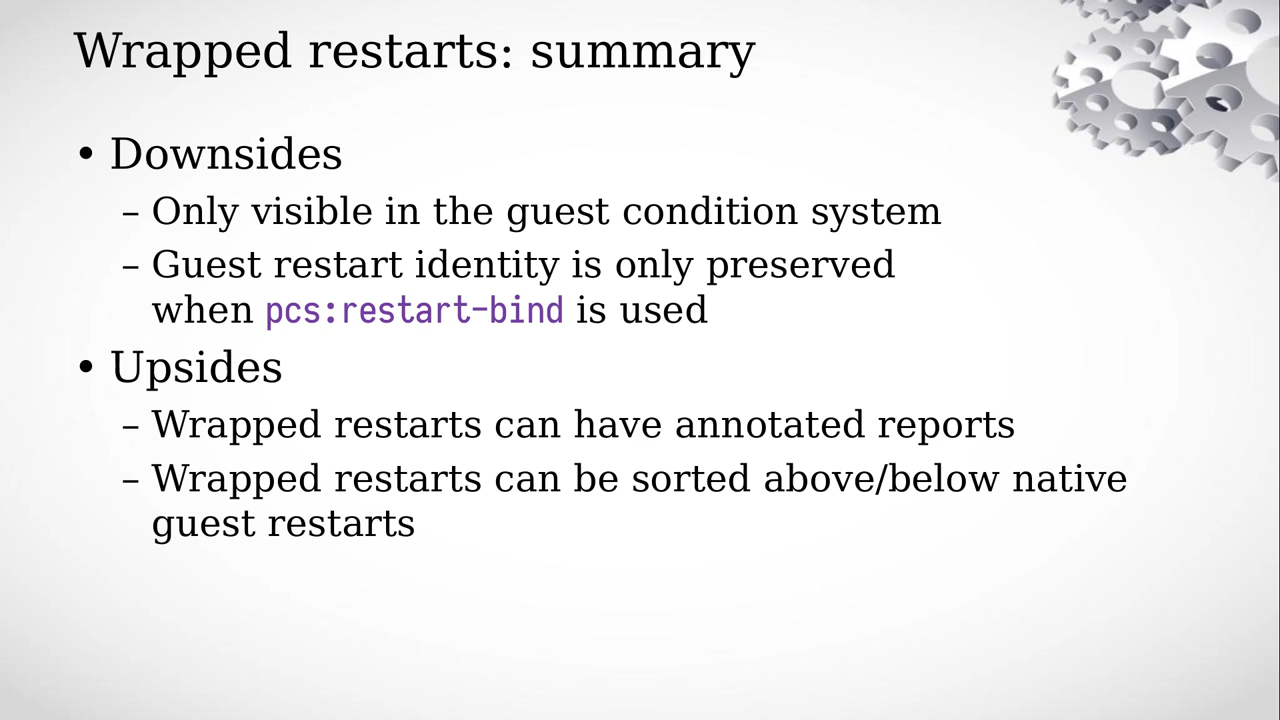 Wrapped restarts: summary
• Downsides
– Only visible in the guest condition system
– Guest restart identity is only preserved
when pcs:restart-bind is used
• Upsides
– Wrapped restarts can have annotated reports
– Wrapped restarts can be sorted above/below native
guest restarts